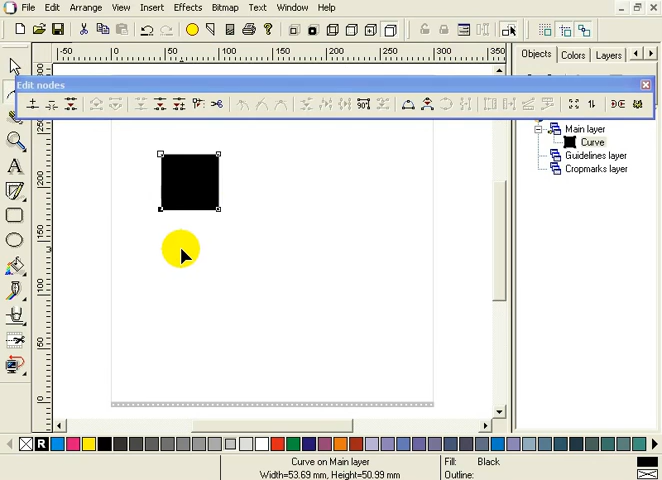 File Edit Arrange View Insert Effects Bitmap Text Window Help
-50 0 50 100 150 200 250 300 350
Objects Colors Layers
Edit nodes
90°
Main layer
Curve
Guidelines layer
Cropmarks layer
300
250
200
150
100
50
0
R
Curve on Main layer Fill: Black
Width=53.69 mm, Height=50.99 mm Outline: